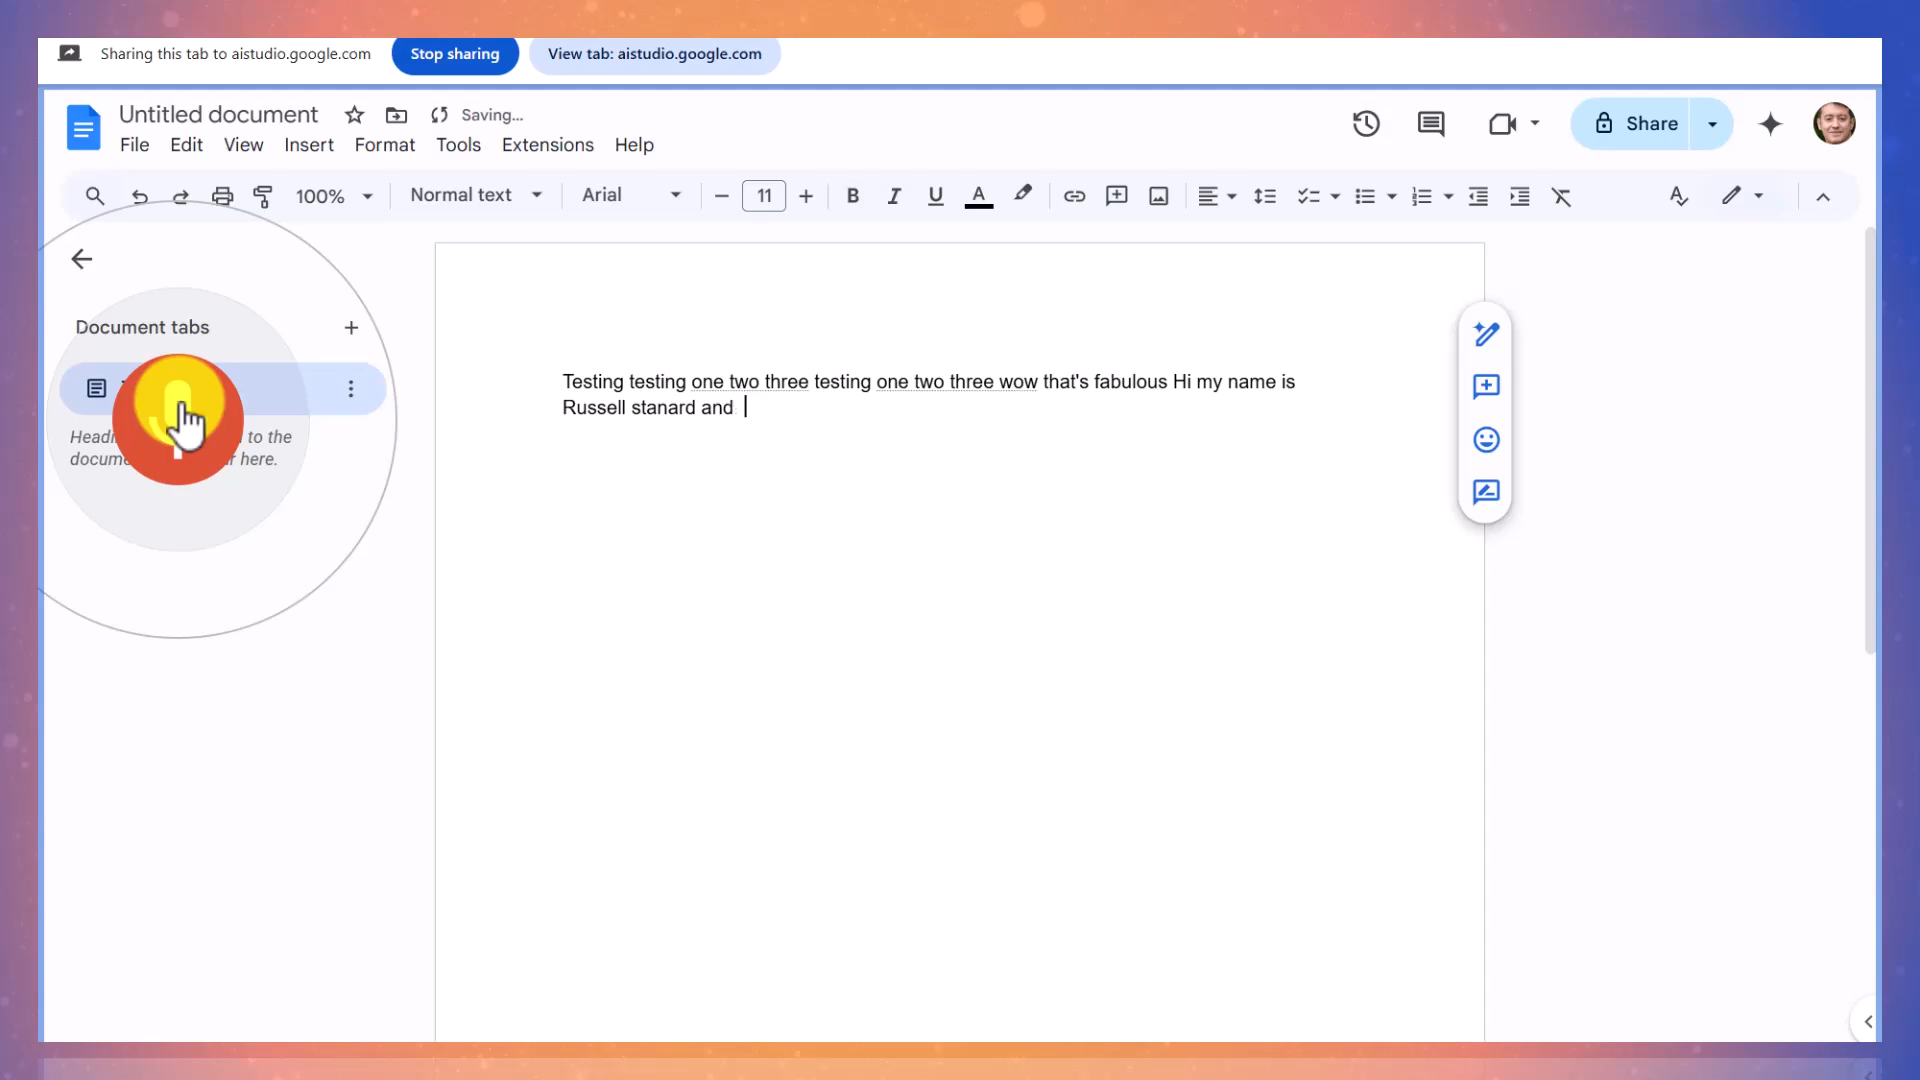 Sharing this tab to aistudio.google.com Stop sharing View tab: aistudio.google.com
Untitled document Saving...
File Edit View Insert Format Tools Extensions Help Share
100% Normal text Arial 11
Document tabs
to the
here.
Testing testing one two three testing one two three wow that's fabulous Hi my name is
Russell stanard and